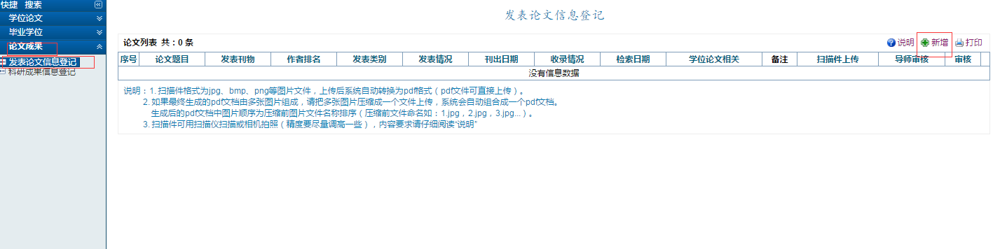 快捷 搜索
学位论文
毕业学位
论文成果
发表论文信息登记
科研成果信息登记
发表论文信息登记
论文列表 共：0 条
说明 新增 打印
序号 论文题目 发表刊物 作者排名 发表类别 发表情况 刊出日期 收录情况 检索日期 学位论文相关 备注 扫描件上传 导师审核 审核
没有信息数据
说明：1. 扫描件格式为jpg、bmp、png等图片文件，上传后系统自动转换为pdf格式（pdf文件可直接上传）。
2. 如果最终生成的pdf文档由多张图片组成，请把多张图片压缩成一个文件上传，系统会自动组合成一个pdf文档。
生成后的pdf文档中图片顺序为压缩前图片文件名称排序（压缩前文件命名如：1.jpg，2.jpg，3.jpg...）。
3. 扫描件可用扫描仪扫描或相机拍照（精度要尽量调高一些），内容要求请仔细阅读“说明”